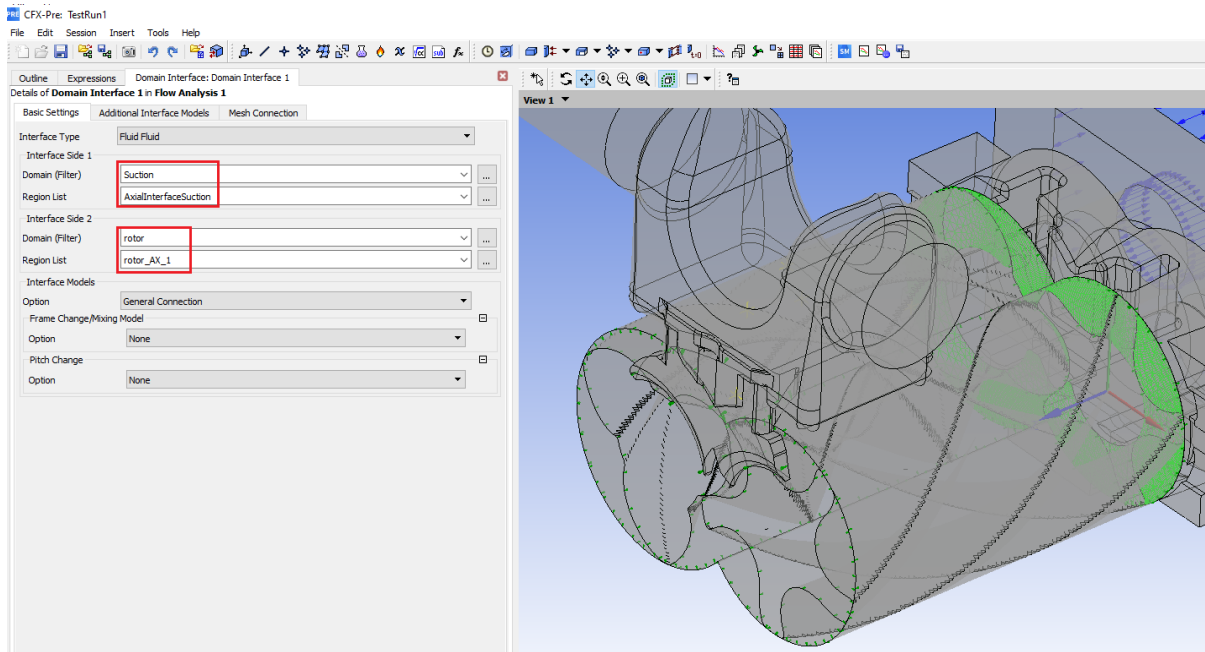 CFX-Pre: TestRun1
File Edit Session Insert Tools Help
Outline Expressions Domain Interface: Domain Interface 1
Details of Domain Interface 1 in Flow Analysis 1
Basic Settings Additional Interface Models Mesh Connection
Interface Type Fluid Fluid
Interface Side 1
Domain (Filter) Suction ...
Region List AxialInterfaceSuction ...
Interface Side 2
Domain (Filter) rotor ...
Region List rotor_AX_1 ...
Interface Models
Option General Connection
Frame Change/Mixing Model
Option None
Pitch Change
Option None
View 1